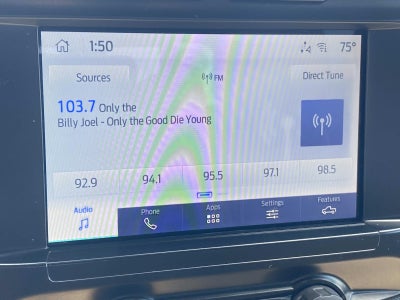 1:50
75°
Sources
FM
Direct Tune
103.7 Only the
Billy Joel - Only the Good Die Young
92.9 94.1 95.5 97.1 98.5
Audio Phone Apps Settings Features